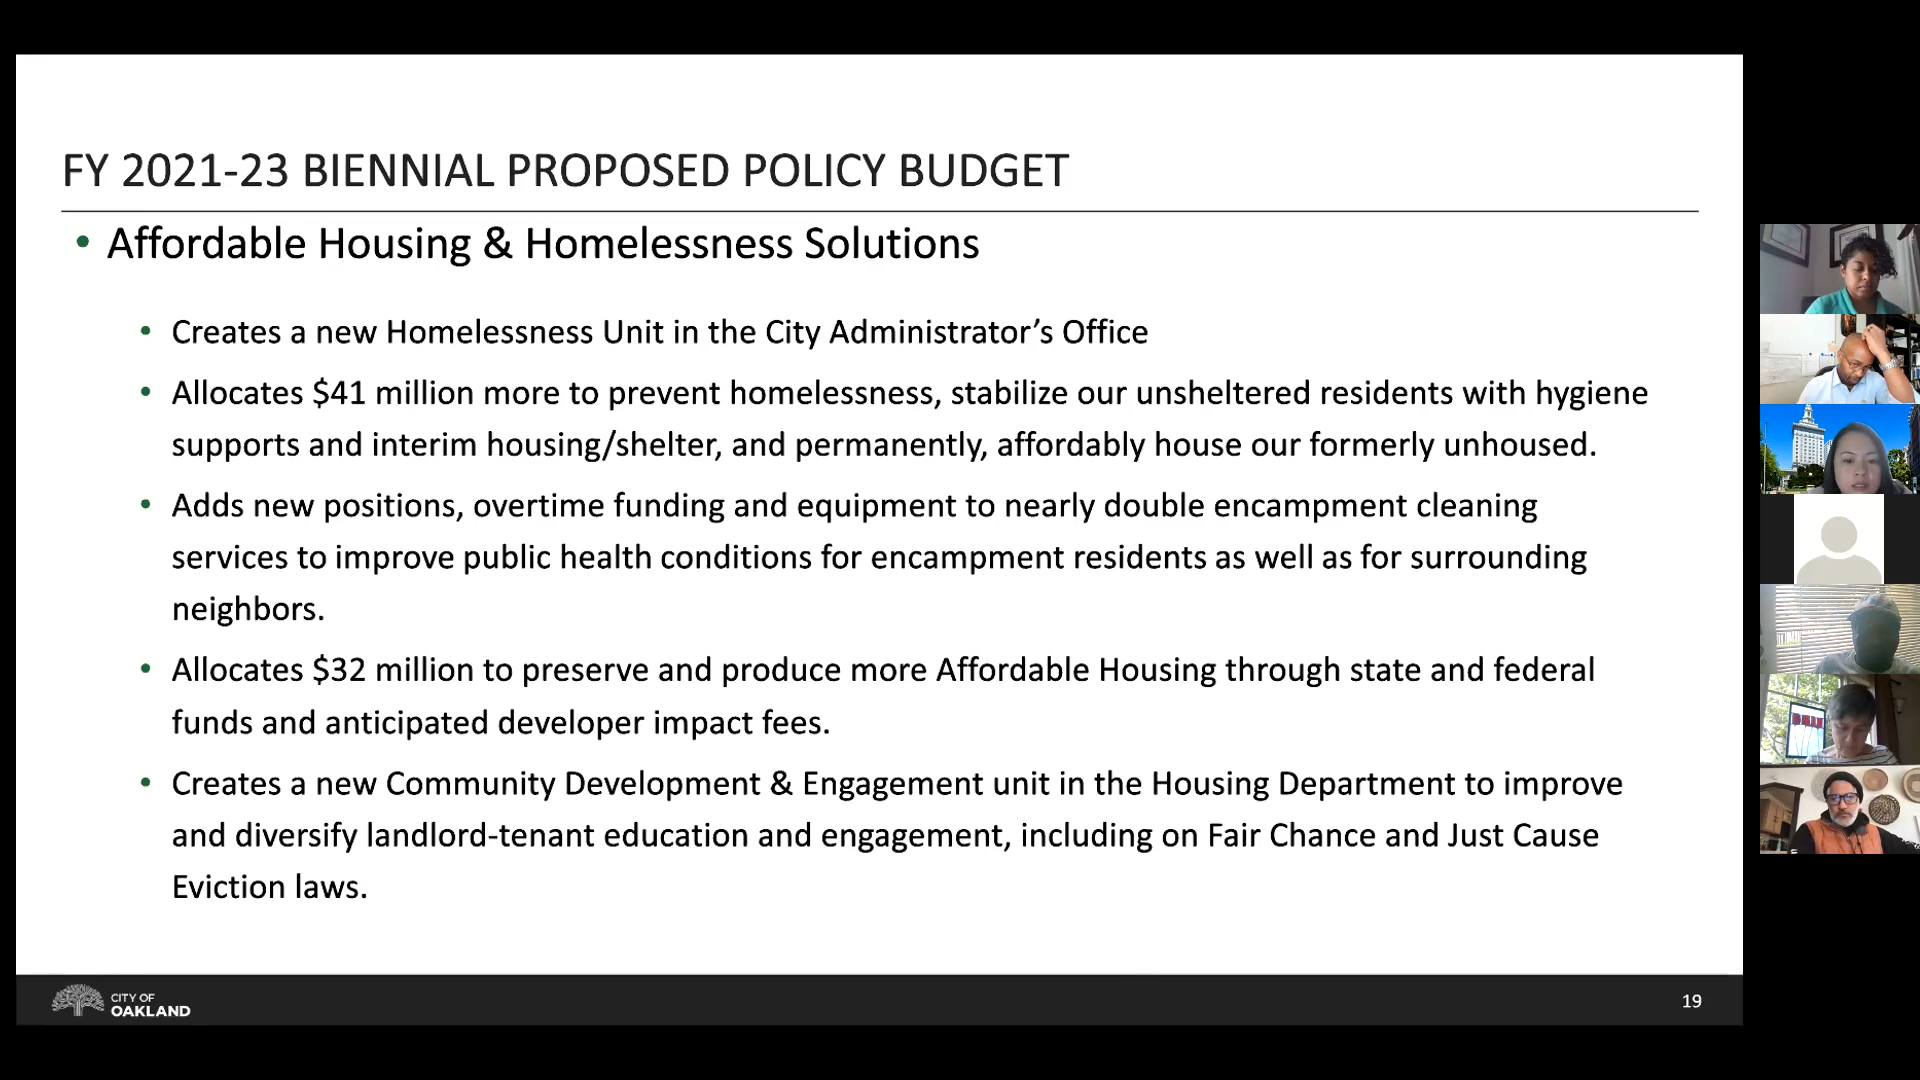 FY 2021-23 BIENNIAL PROPOSED POLICY BUDGET
• Affordable Housing & Homelessness Solutions
• Creates a new Homelessness Unit in the City Administrator’s Office
• Allocates $41 million more to prevent homelessness, stabilize our unsheltered residents with hygiene
supports and interim housing/shelter, and permanently, affordably house our formerly unhoused.
• Adds new positions, overtime funding and equipment to nearly double encampment cleaning
services to improve public health conditions for encampment residents as well as for surrounding
neighbors.
• Allocates $32 million to preserve and produce more Affordable Housing through state and federal
funds and anticipated developer impact fees.
• Creates a new Community Development & Engagement unit in the Housing Department to improve
and diversify landlord-tenant education and engagement, including on Fair Chance and Just Cause
Eviction laws.
CITY OF
OAKLAND
19